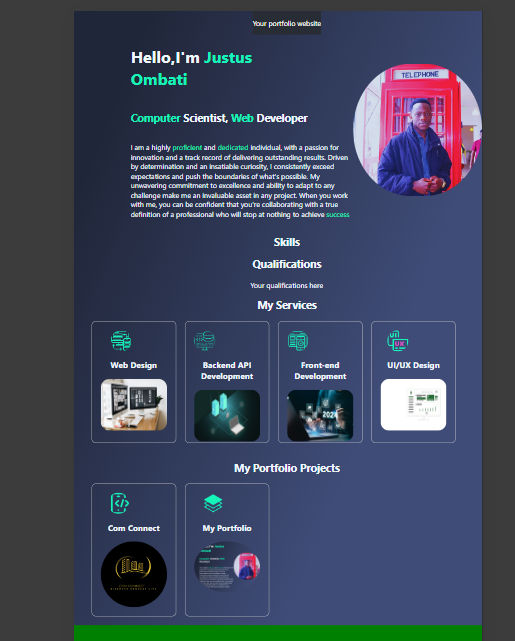 Your portfolio website
Hello,I'm Justus
Ombati
TELEPHONE
Computer Scientist, Web Developer
I am a highly proficient and dedicated individual, with a passion for
innovation and a track record of delivering outstanding results. Driven
by determination and an insatiable curiosity, I consistently exceed
expectations and push the boundaries of what's possible. My
unwavering commitment to excellence and ability to adapt to any
challenge make me an invaluable asset in any project. When you work
with me, you can be confident that you're collaborating with a true
definition of a professional who will stop at nothing to achieve success
Skills
Qualifications
Your qualifications here
My Services
UI
UX
Web Design
Backend API
Development
Front-end
Development
UI/UX Design
2024
My Portfolio Projects
Com Connect
My Portfolio